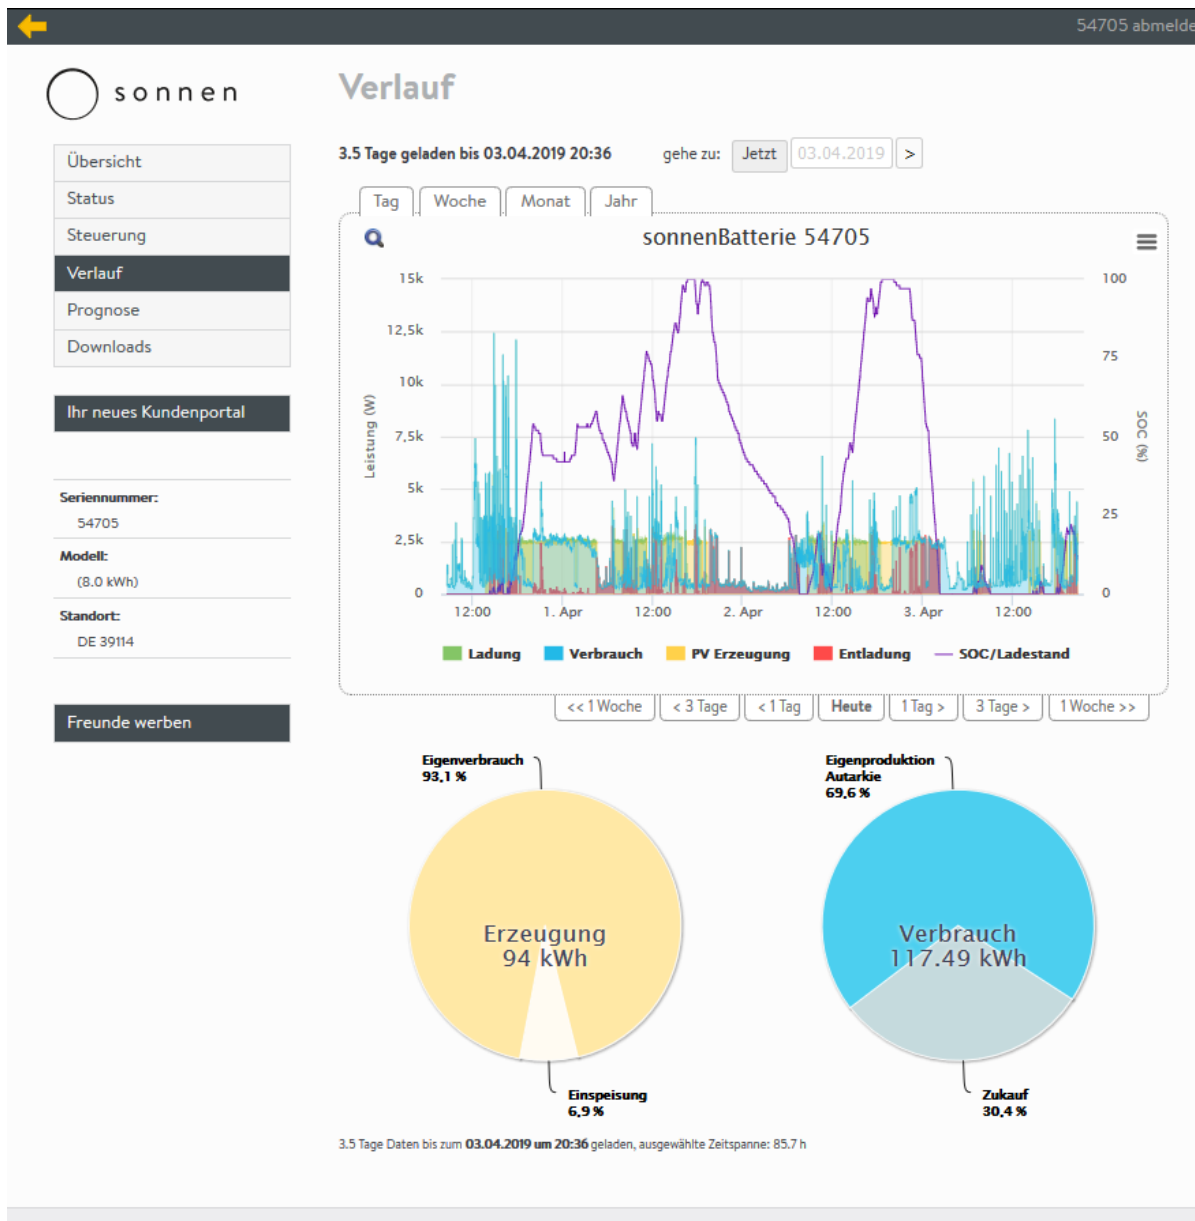 54705 abmelde
sonnen
Verlauf
Übersicht
Status
Steuerung
Verlauf
Prognose
Downloads
Ihr neues Kundenportal
Seriennummer:
54705
Modell:
(8.0 kWh)
Standort:
DE 39114
Freunde werben
3.5 Tage geladen bis 03.04.2019 20:36 gehe zu: Jetzt 03.04.2019 >
Tag Woche Monat Jahr
sonnenBatterie 54705
15k
12,5k
10k
7,5k
5k
2,5k
0
Leistung (W)
100
75
50
25
0
SOC (%)
12:00 1. Apr 12:00 2. Apr 12:00 3. Apr 12:00
Ladung Verbrauch PV Erzeugung Entladung SOC/Ladestand
<< 1 Woche < 3 Tage < 1 Tag Heute 1 Tag > 3 Tage > 1 Woche >>
Eigenverbrauch
93,1 %
Erzeugung
94 kWh
Einspeisung
6,9 %
Eigenproduktion
Autarkie
69,6 %
Verbrauch
117.49 kWh
Zukauf
30,4 %
3.5 Tage Daten bis zum 03.04.2019 um 20:36 geladen, ausgewählte Zeitspanne: 85.7 h